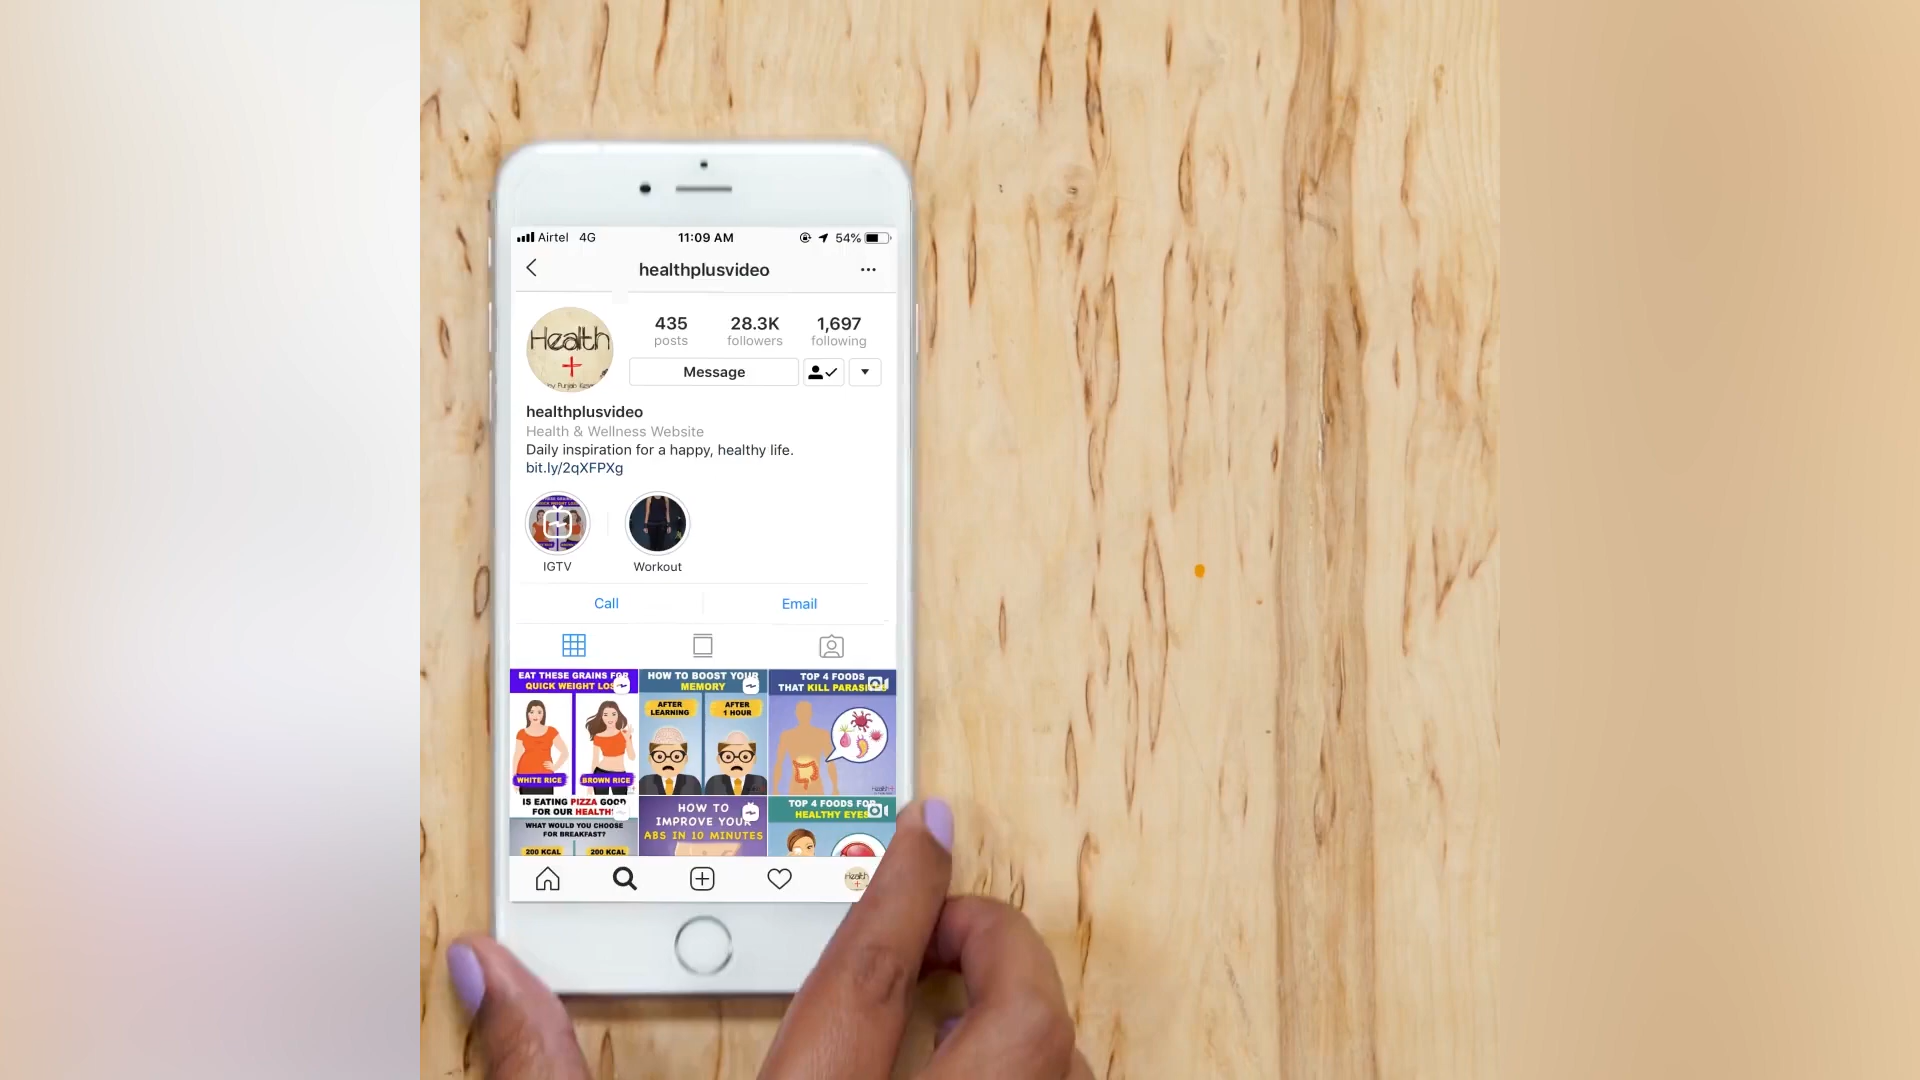 Airtel 4G 11:09 AM 54%
healthplusvideo
Health
+
by Punjab
435 28.3K 1,697
posts followers following
Message
healthplusvideo
Health & Wellness Website
Daily inspiration for a happy, healthy life.
bit.ly/2qXFPXg
IGTV Workout
Call Email
EAT THESE GRAINS FOR
QUICK WEIGHT LOSS
WHITE RICE BROWN RICE
HOW TO BOOST YOUR
MEMORY
AFTER
LEARNING
AFTER
1 HOUR
TOP 4 FOODS
THAT KILL PARASITES
Health+
IS EATING PIZZA GOOD
FOR OUR HEALTH?
WHAT WOULD YOU CHOOSE
FOR BREAKFAST?
200 KCAL 200 KCAL
HOW TO
IMPROVE YOUR
ABS IN 10 MINUTES
TOP 4 FOODS FOR
HEALTHY EYES
Health
+